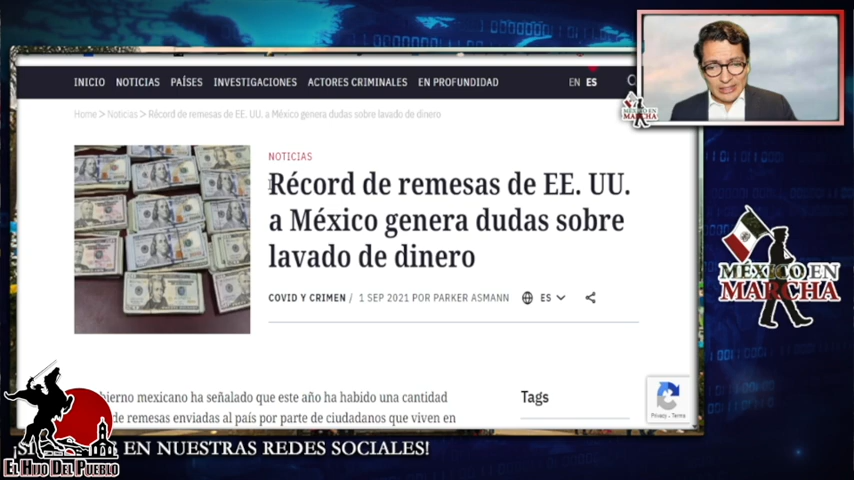 INICIO NOTICIAS PAÍSES INVESTIGACIONES ACTORES CRIMINALES EN PROFUNDIDAD EN ES
Home > Noticias > Récord de remesas de EE. UU. a México genera dudas sobre lavado de dinero
NOTICIAS
Récord de remesas de EE. UU.
a México genera dudas sobre
lavado de dinero
COVID Y CRIMEN / 1 SEP 2021 POR PARKER ASMANN ES
bierno mexicano ha señalado que este año ha habido una cantidad
de remesas enviadas al país por parte de ciudadanos que viven en
Tags
Privacy - Terms
MÉXICO EN
MARCHA
MÉXICO EN
MARCHA
EN NUESTRAS REDES SOCIALES!
EL HIJO DEL PUEBLO